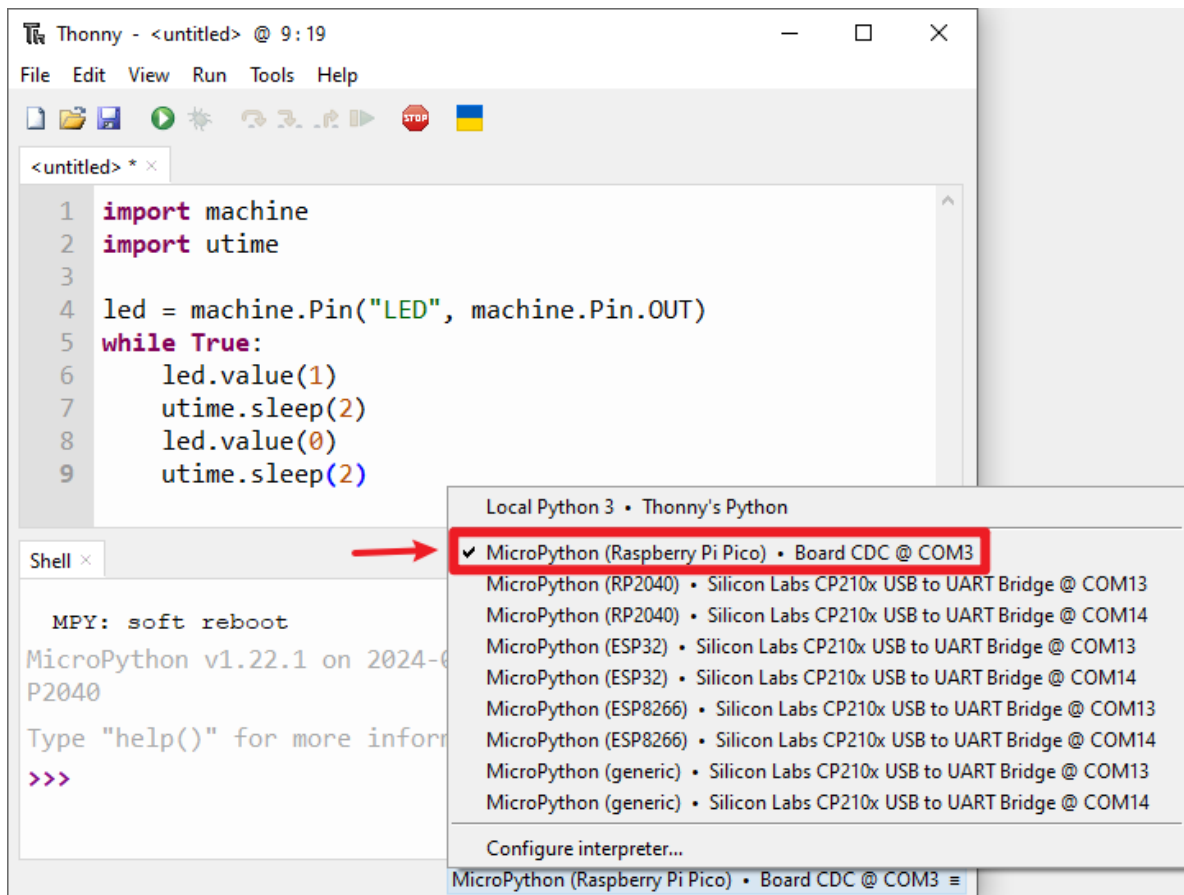 Thonny - <untitled> @ 9:19
File Edit View Run Tools Help
STOP
<untitled> *
1 import machine
2 import utime
3
4 led = machine.Pin("LED", machine.Pin.OUT)
5 while True:
6 led.value(1)
7 utime.sleep(2)
8 led.value(0)
9 utime.sleep(2)
Shell
MPY: soft reboot
MicroPython v1.22.1 on 2024-
P2040
Type "help()" for more infor
>>>
Local Python 3 • Thonny's Python
✓ MicroPython (Raspberry Pi Pico) • Board CDC @ COM3
MicroPython (RP2040) • Silicon Labs CP210x USB to UART Bridge @ COM13
MicroPython (RP2040) • Silicon Labs CP210x USB to UART Bridge @ COM14
MicroPython (ESP32) • Silicon Labs CP210x USB to UART Bridge @ COM13
MicroPython (ESP32) • Silicon Labs CP210x USB to UART Bridge @ COM14
MicroPython (ESP8266) • Silicon Labs CP210x USB to UART Bridge @ COM13
MicroPython (ESP8266) • Silicon Labs CP210x USB to UART Bridge @ COM14
MicroPython (generic) • Silicon Labs CP210x USB to UART Bridge @ COM13
MicroPython (generic) • Silicon Labs CP210x USB to UART Bridge @ COM14
Configure interpreter...
MicroPython (Raspberry Pi Pico) • Board CDC @ COM3 ≡